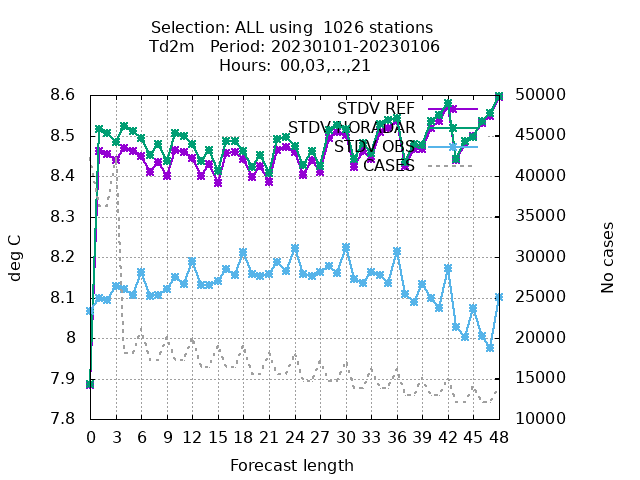 Selection: ALL using 1026 stations
Td2m Period: 20230101-20230106
Hours: 00,03,...,21
8.6
8.5
8.4
8.3
8.2
8.1
8
7.9
7.8
deg C
50000
45000
40000
35000
30000
25000
20000
15000
10000
No cases
STDV REF
STDV
STDV OBS
CASES
0 3 6 9 12 15 18 21 24 27 30 33 36 39 42 45 48
Forecast length